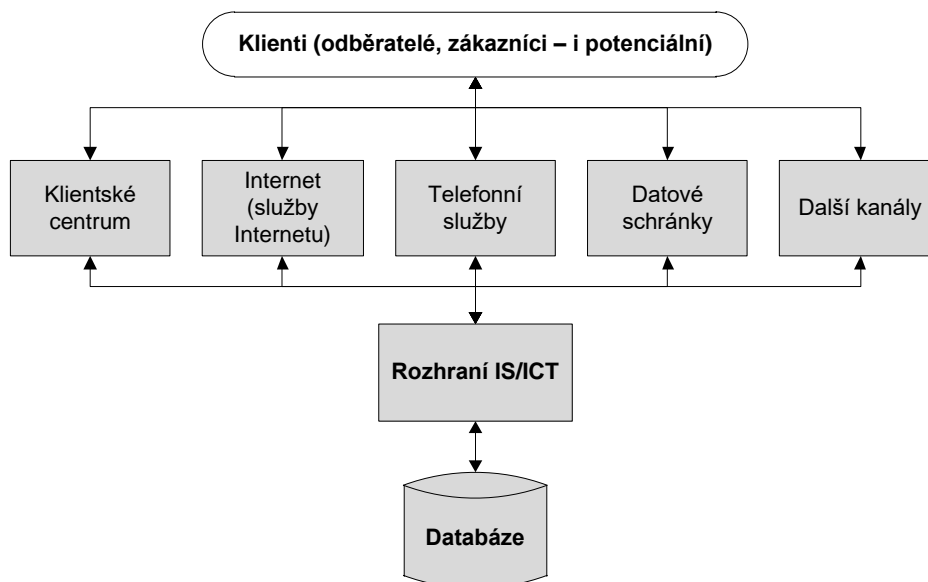 Klienti (odběratelé, zákazníci – i potenciální)
Klientské
centrum
Internet
(služby
Internetu)
Telefonní
služby
Datové
schránky
Další kanály
Rozhraní IS/ICT
Databáze